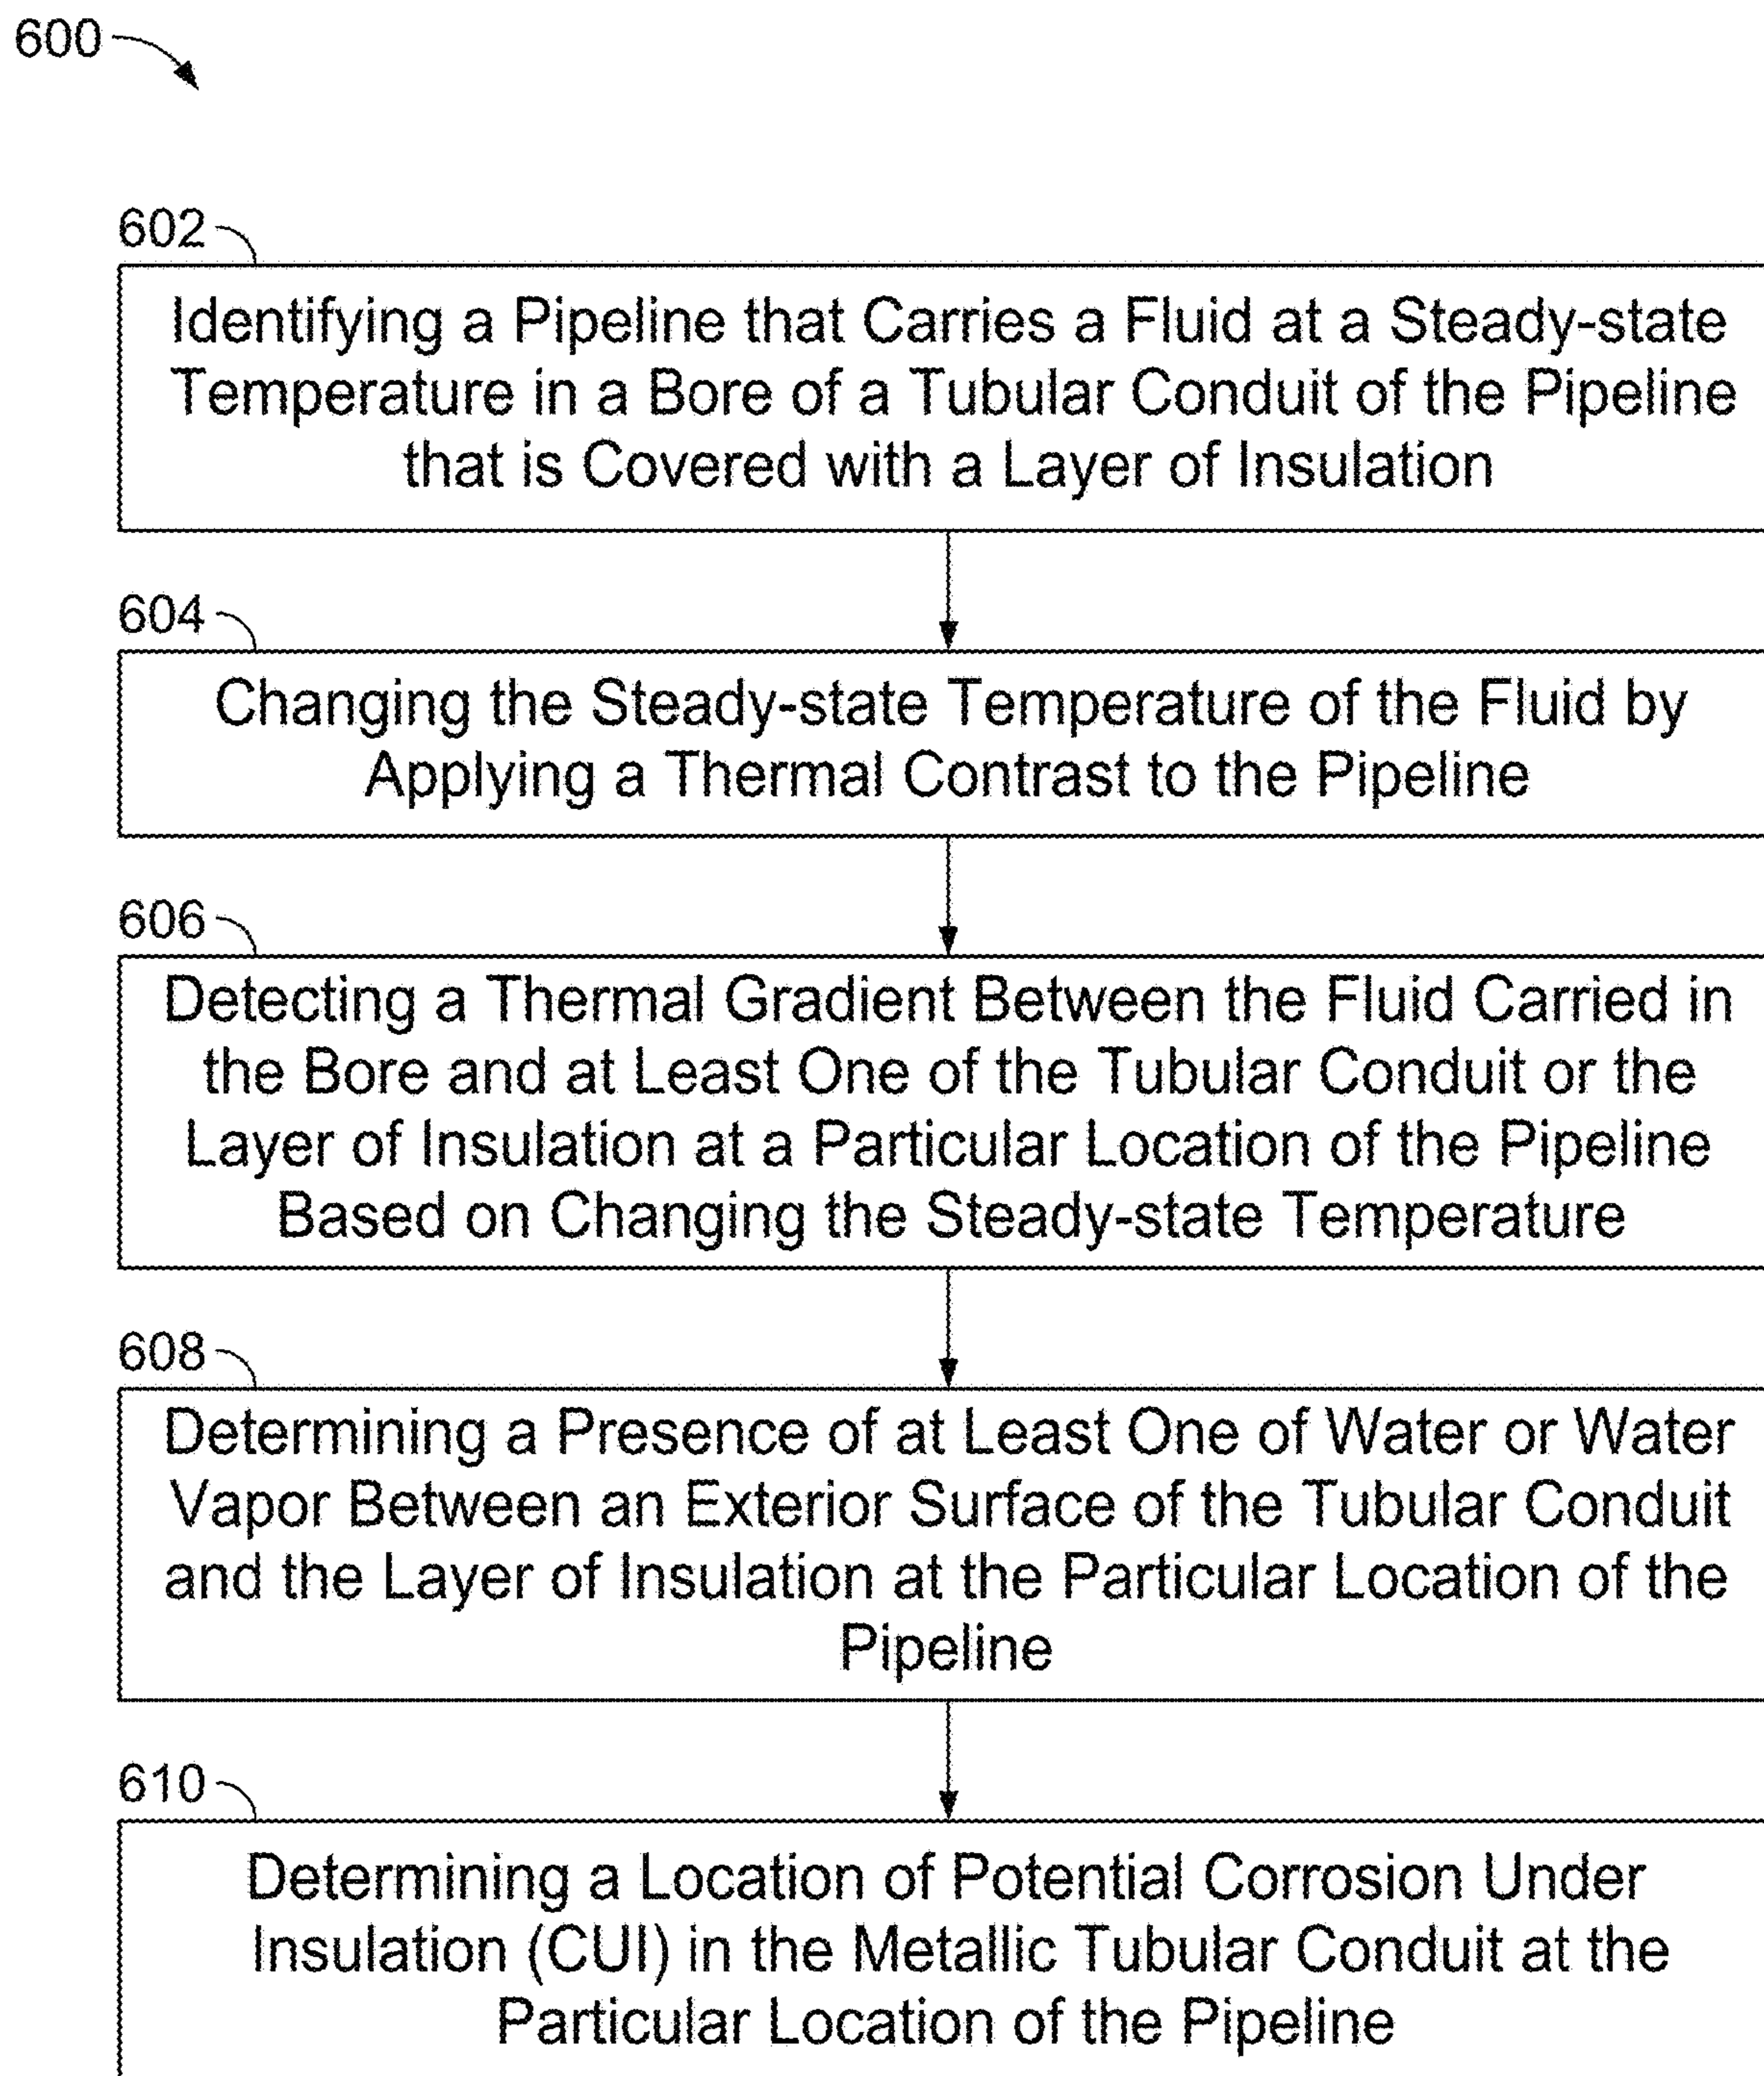 600
602
Identifying a Pipeline that Carries a Fluid at a Steady-state
Temperature in a Bore of a Tubular Conduit of the Pipeline
that is Covered with a Layer of Insulation
604
Changing the Steady-state Temperature of the Fluid by
Applying a Thermal Contrast to the Pipeline
606
Detecting a Thermal Gradient Between the Fluid Carried in
the Bore and at Least One of the Tubular Conduit or the
Layer of Insulation at a Particular Location of the Pipeline
Based on Changing the Steady-state Temperature
608
Determining a Presence of at Least One of Water or Water
Vapor Between an Exterior Surface of the Tubular Conduit
and the Layer of Insulation at the Particular Location of the
Pipeline
610
Determining a Location of Potential Corrosion Under
Insulation (CUI) in the Metallic Tubular Conduit at the
Particular Location of the Pipeline